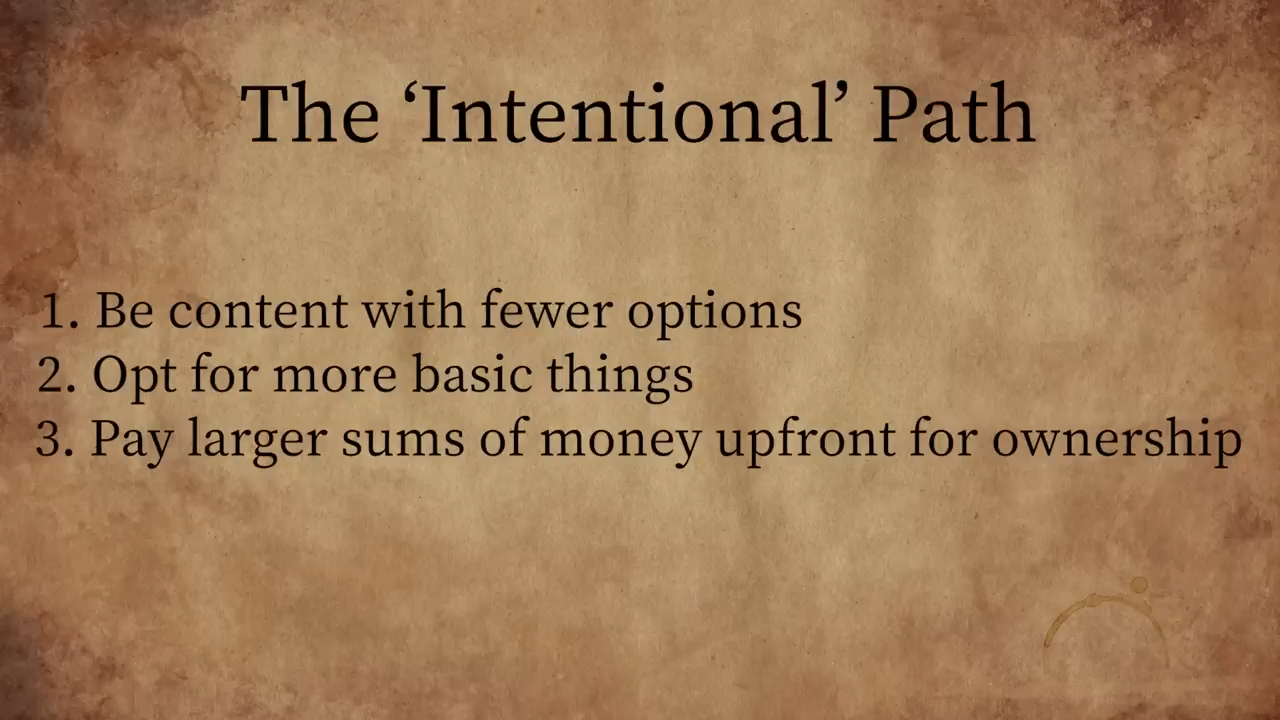 The ‘Intentional’ Path
1. Be content with fewer options
2. Opt for more basic things
3. Pay larger sums of money upfront for ownership